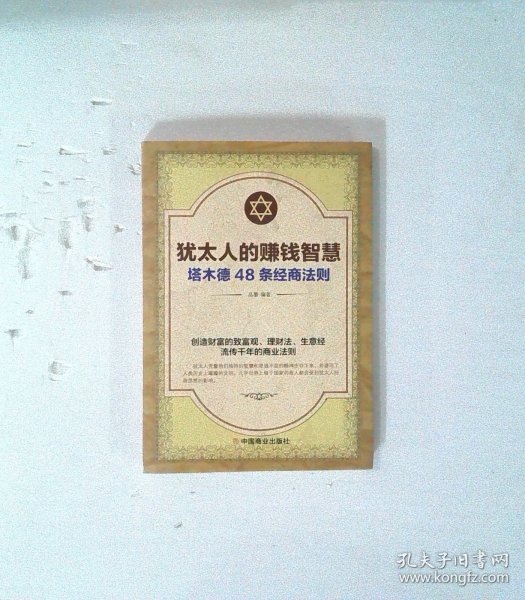 犹太人的赚钱智慧
塔木德 48 条经商法则
品墨 编著
创造财富的致富观、理财法、生意经
流传千年的商业法则
中国商业出版社
孔夫子旧书网
www.kongfz.com